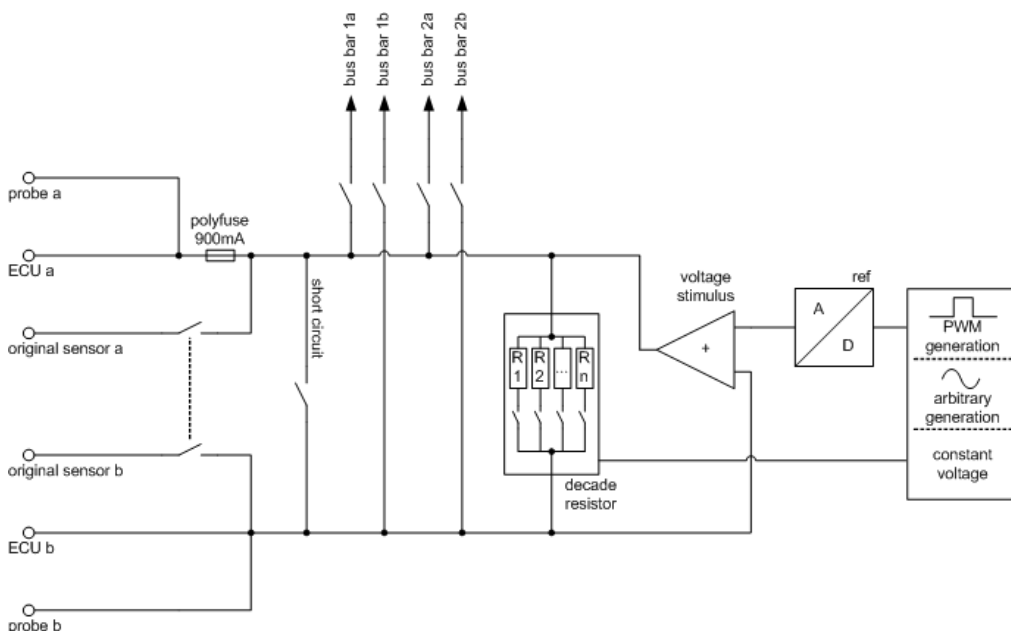 bus bar 1a
bus bar 1b
bus bar 2a
bus bar 2b
probe a
polyfuse
900mA
ECU a
short circuit
voltage
stimulus
ref
A
D
+
PWM
generation
arbitrary
generation
constant
voltage
original sensor a
R
1
R
2
...
R
n
original sensor b
decade
resistor
ECU b
probe b